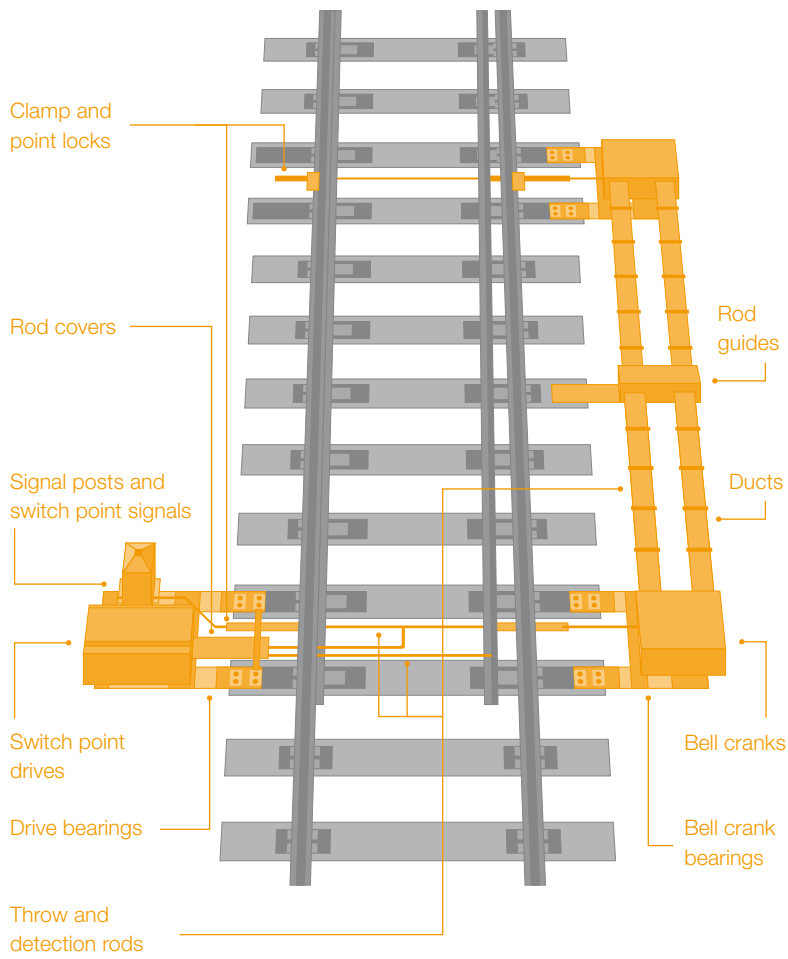 Clamp and
point locks
Rod covers
Rod
guides
Signal posts and
switch point signals
Ducts
Switch point
drives
Bell cranks
Drive bearings
Bell crank
bearings
Throw and
detection rods